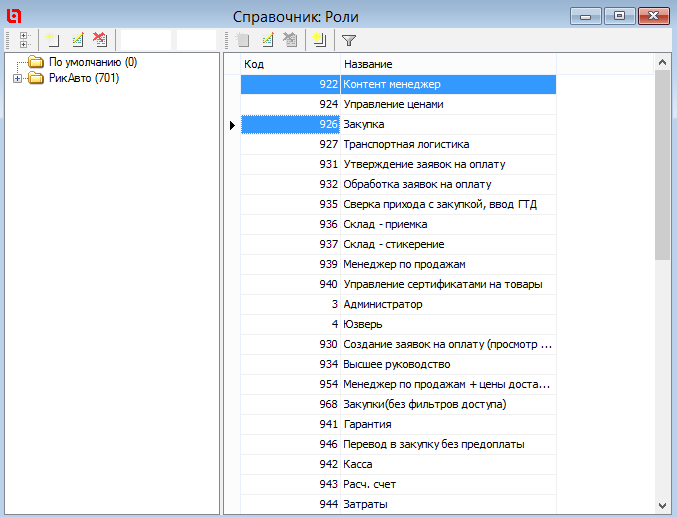 Справочник: Роли
По умолчанию (0)
РикАвто (701)
Код Название
922 Контент менеджер
924 Управление ценами
926 Закупка
927 Транспортная логистика
931 Утверждение заявок на оплату
932 Обработка заявок на оплату
935 Сверка прихода с закупкой, ввод ГТД
936 Склад - приемка
937 Склад - стикерение
939 Менеджер по продажам
940 Управление сертификатами на товары
3 Администратор
4 Юзверь
930 Создание заявок на оплату (просмотр ...
934 Высшее руководство
954 Менеджер по продажам + цены доста...
968 Закупки(без фильтров доступа)
941 Гарантия
946 Перевод в закупку без предоплаты
942 Касса
943 Расч. счет
944 Затраты